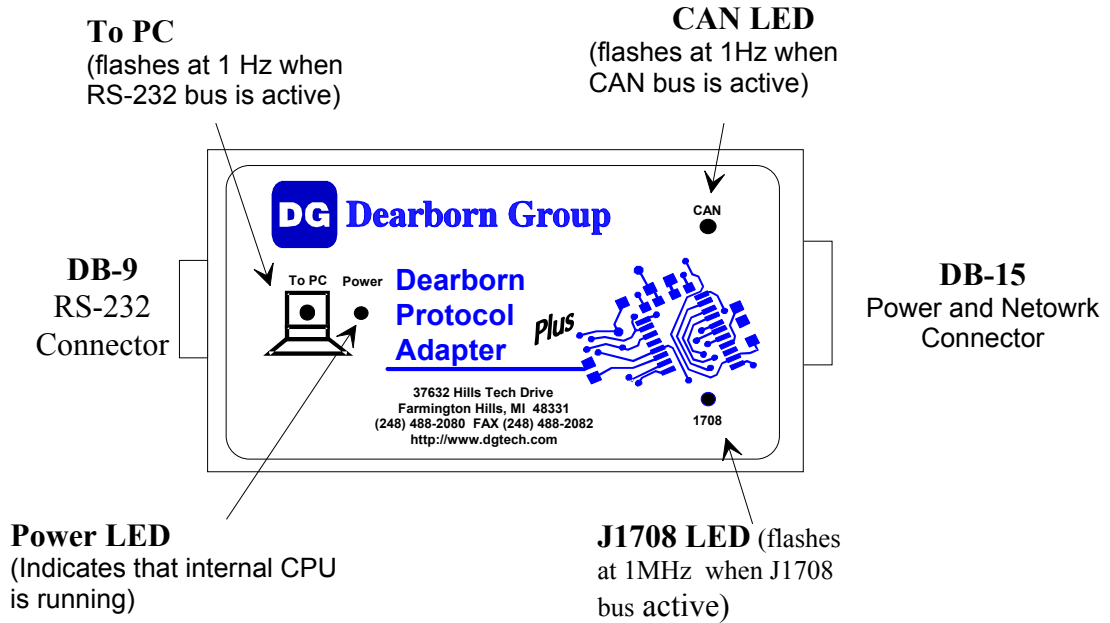 To PC
(flashes at 1 Hz when
RS-232 bus is active)
CAN LED
(flashes at 1Hz when
CAN bus is active)
DG Dearborn Group
CAN
DB-9
RS-232
Connector
To PC
Power
Dearborn
Protocol
Adapter
Plus
DB-15
Power and Netowrk
Connector
37632 Hills Tech Drive
Farmington Hills, MI 48331
(248) 488-2080 FAX (248) 488-2082
http://www.dgtech.com
1708
Power LED
(Indicates that internal CPU
is running)
J1708 LED (flashes
at 1MHz when J1708
bus active)